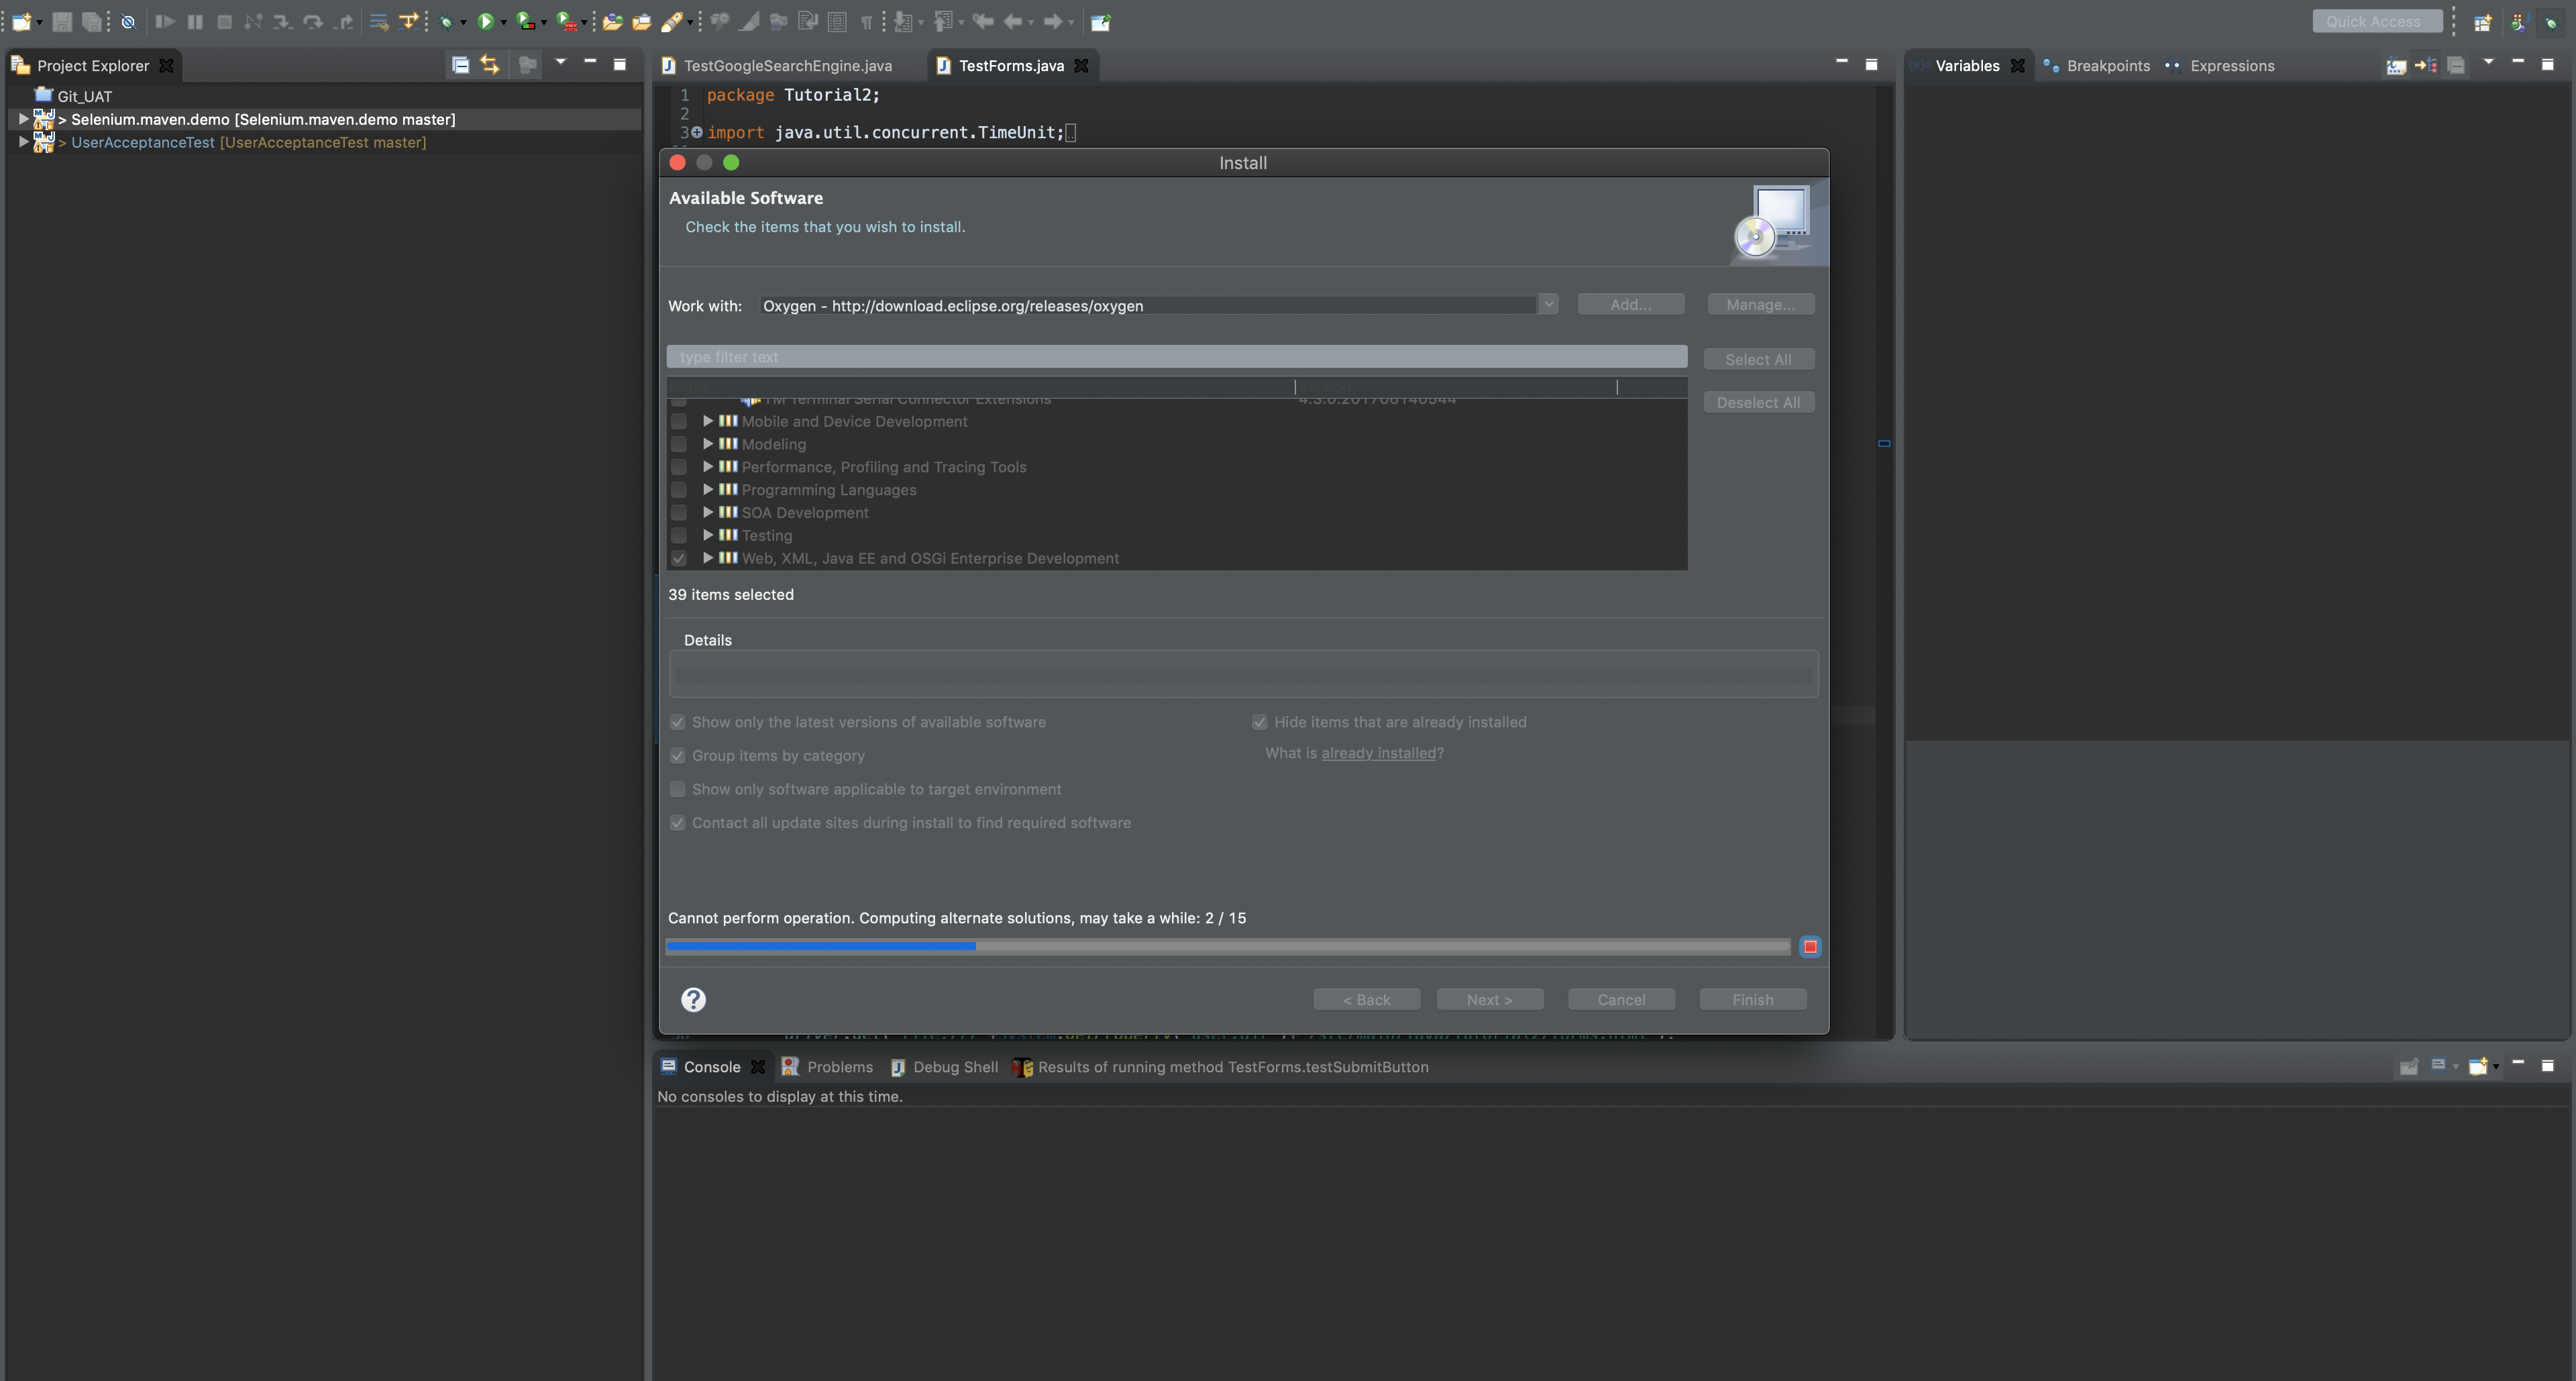 Quick Access
Project Explorer
Git_UAT
> Selenium.maven.demo [Selenium.maven.demo master]
> UserAcceptanceTest [UserAcceptanceTest master]
TestGoogleSearchEngine.java
TestForms.java
1 package Tutorial2;
2
3 import java.util.concurrent.TimeUnit;
Variables
Breakpoints
Expressions
Install
Available Software
Check the items that you wish to install.
Work with: Oxygen - http://download.eclipse.org/releases/oxygen
Add...
Manage...
type filter text
Select All
Name
Version
Deselect All
TM Terminal Serial Connector Extensions 4.3.0.201706140544
Mobile and Device Development
Modeling
Performance, Profiling and Tracing Tools
Programming Languages
SOA Development
Testing
Web, XML, Java EE and OSGi Enterprise Development
39 items selected
Details
Show only the latest versions of available software
Hide items that are already installed
Group items by category
What is already installed?
Show only software applicable to target environment
Contact all update sites during install to find required software
Cannot perform operation. Computing alternate solutions, may take a while: 2 / 15
?
< Back
Next >
Cancel
Finish
Console
Problems
Debug Shell
Results of running method TestForms.testSubmitButton
No consoles to display at this time.